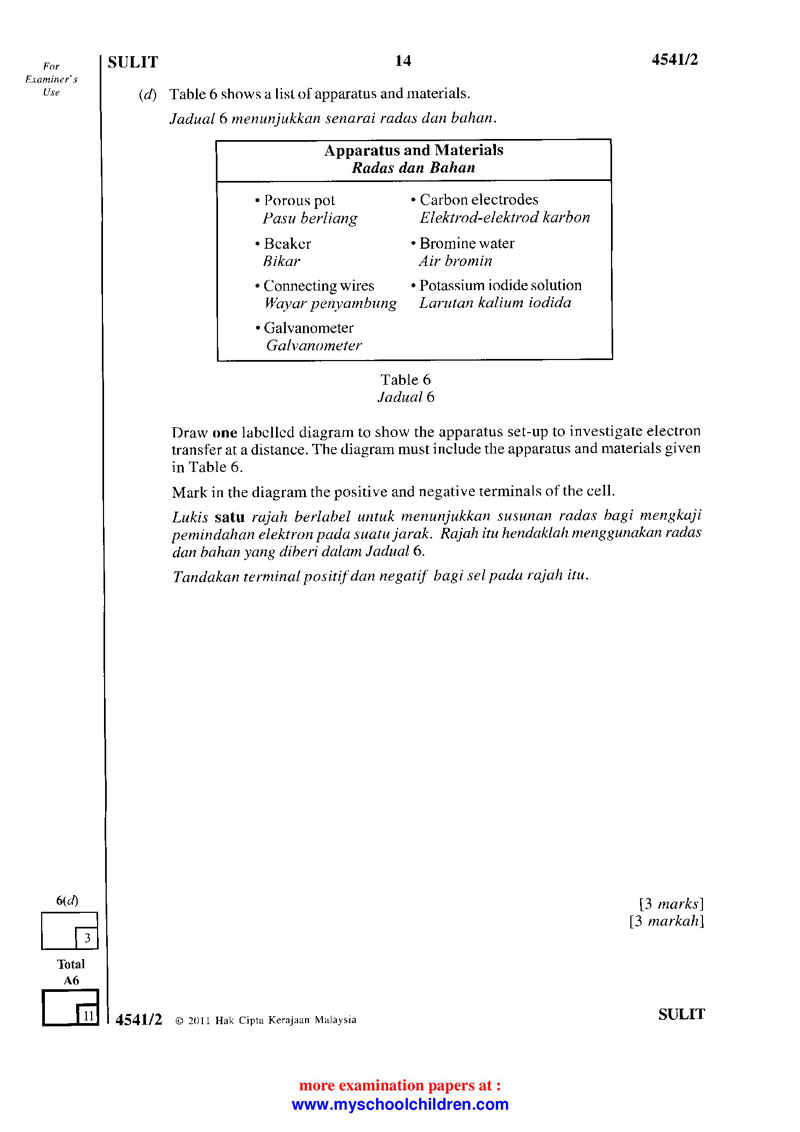 For
Examiner's
Use
SULIT
14
4541/2
(d) Table 6 shows a list of apparatus and materials.
Jadual 6 menunjukkan senarai radas dan bahan.
Apparatus and Materials
Radas dan Bahan
• Porous pot
Pasu berliang
• Beaker
Bikar
• Connecting wires
Wayar penyambung
• Galvanometer
Galvanometer
• Carbon electrodes
Elektrod-elektrod karbon
• Bromine water
Air bromin
• Potassium iodide solution
Larutan kalium iodida
Table 6
Jadual 6
Draw one labelled diagram to show the apparatus set-up to investigate electron
transfer at a distance. The diagram must include the apparatus and materials given
in Table 6.
Mark in the diagram the positive and negative terminals of the cell.
Lukis satu rajah berlabel untuk menunjukkan susunan radas bagi mengkaji
pemindahan elektron pada suatu jarak. Rajah itu hendaklah menggunakan radas
dan bahan yang diberi dalam Jadual 6.
Tandakan terminal positif dan negatif bagi sel pada rajah itu.
[3 marks]
[3 markah]
6(d)
3
Total
A6
11
4541/2 © 2011 Hak Cipta Kerajaan Malaysia
SULIT
more examination papers at :
www.myschoolchildren.com